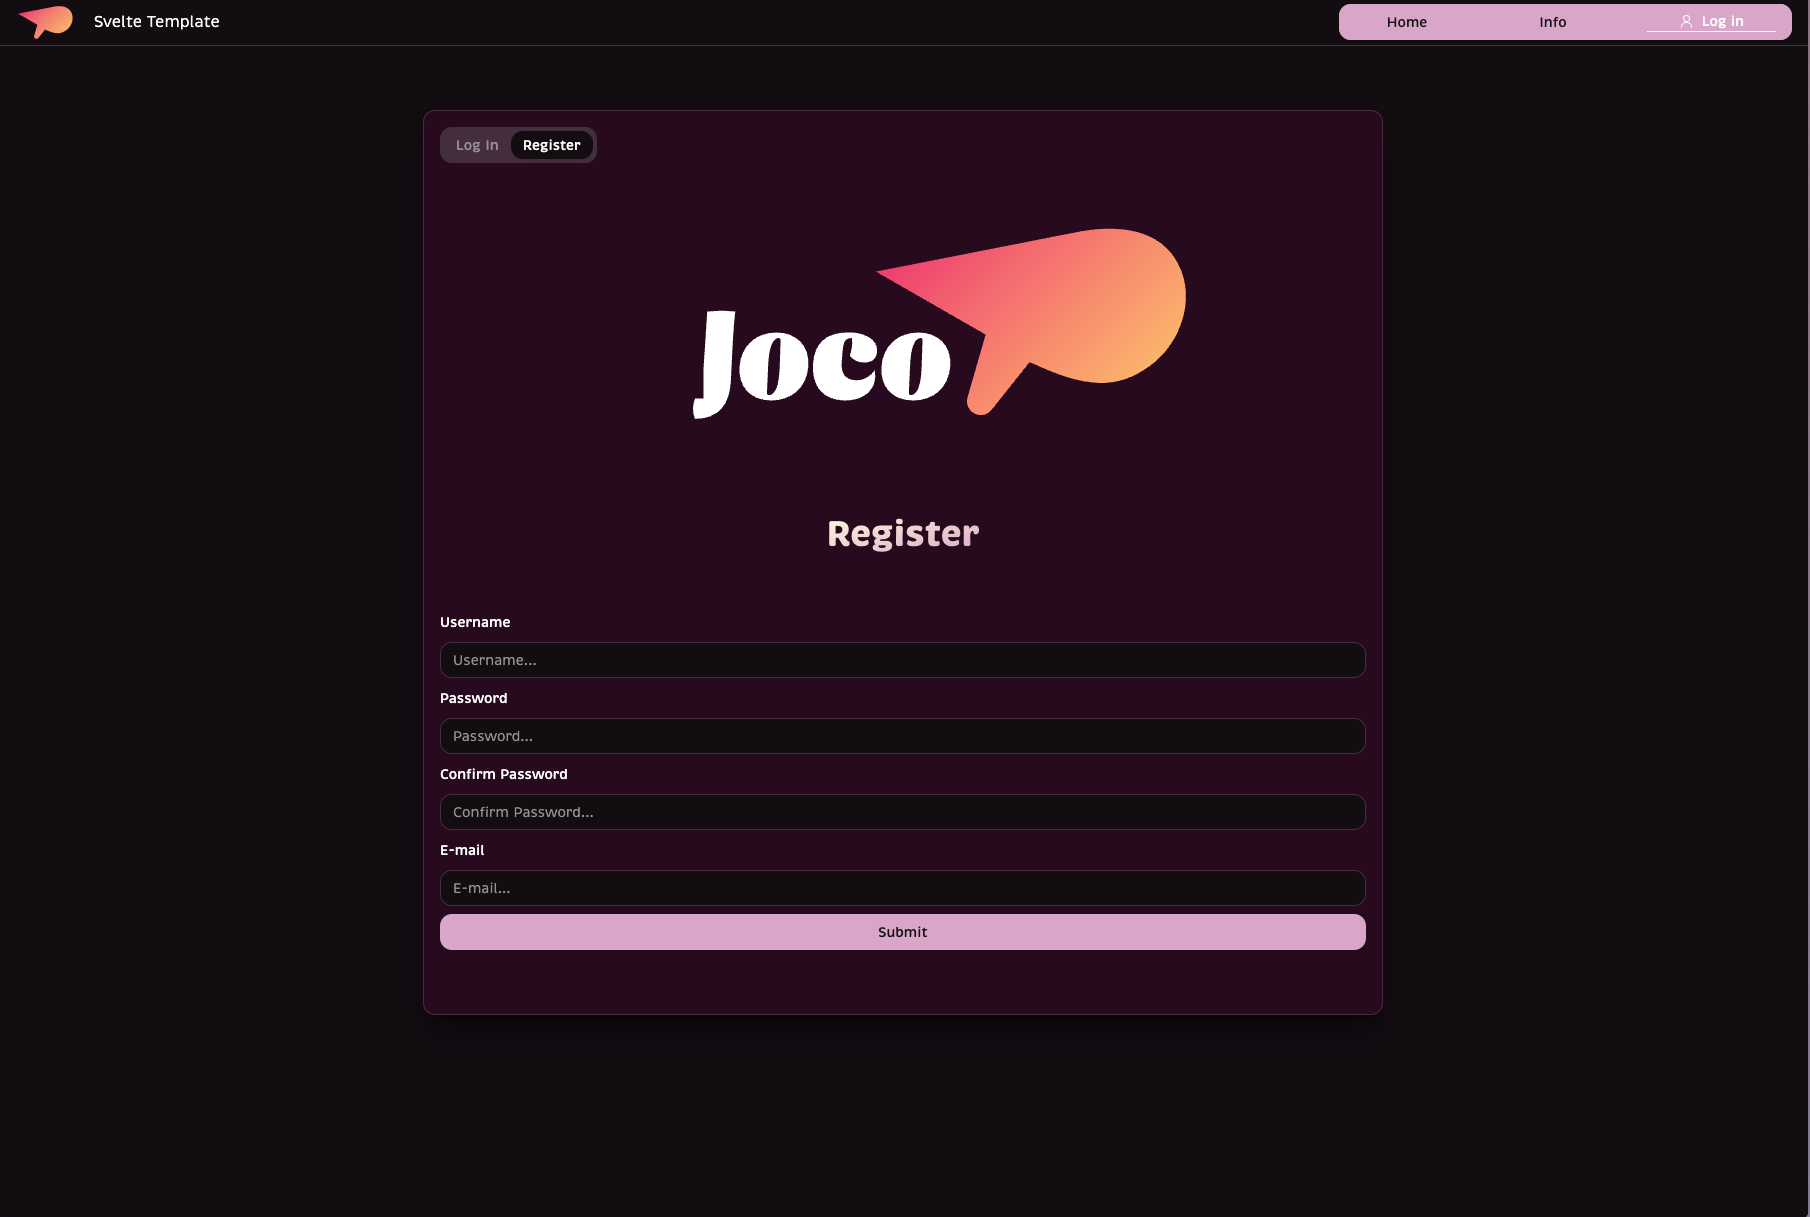 Svelte Template
Home
Info
Log in
Log In
Register
Joco
Register
Username
Username...
Password
Password...
Confirm Password
Confirm Password...
E-mail
E-mail...
Submit